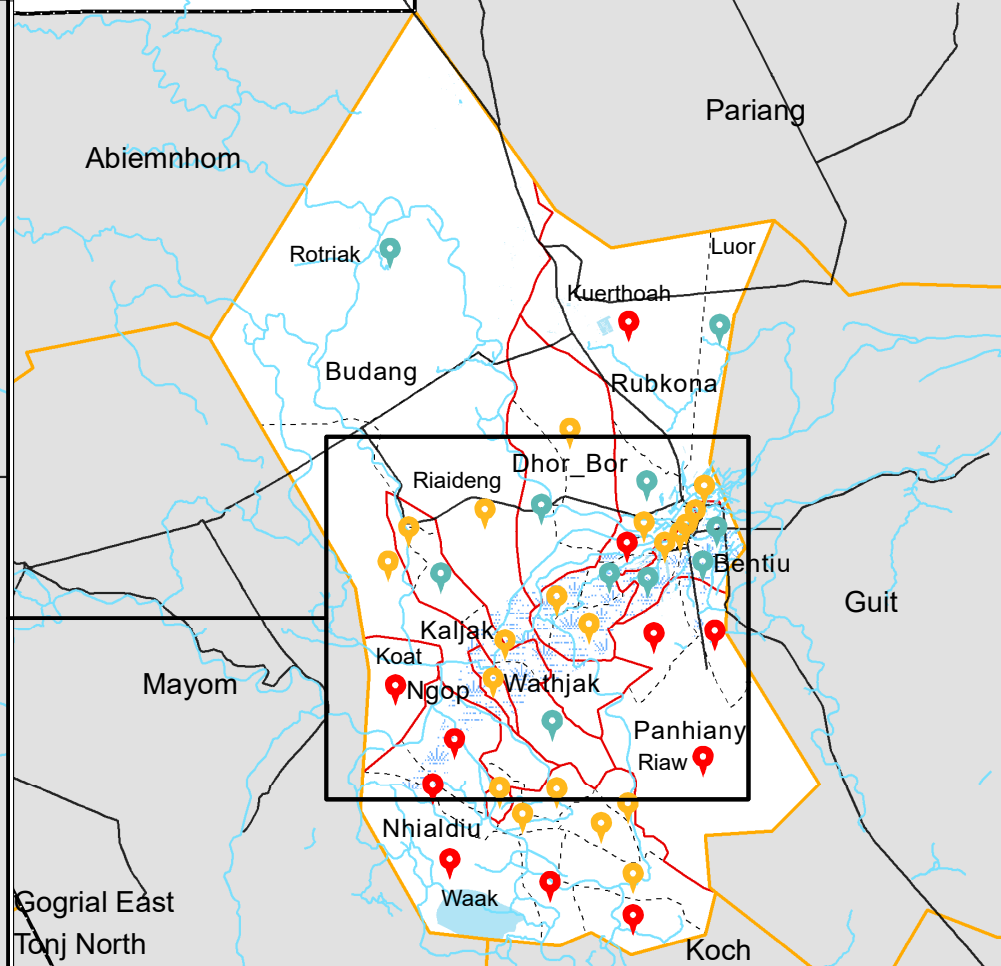 Pariang
Abiemnhom
Luor
Rotriak
Kuerthoah
Budang
Rubkona
Dhor_Bor
Riaideng
Bentiu
Guit
Kaljak
Koat
Mayom
Ngop
Wathjak
Panhiany
Riaw
Nhialdiu
Waak
Gogrial East
Tonj North
Koch